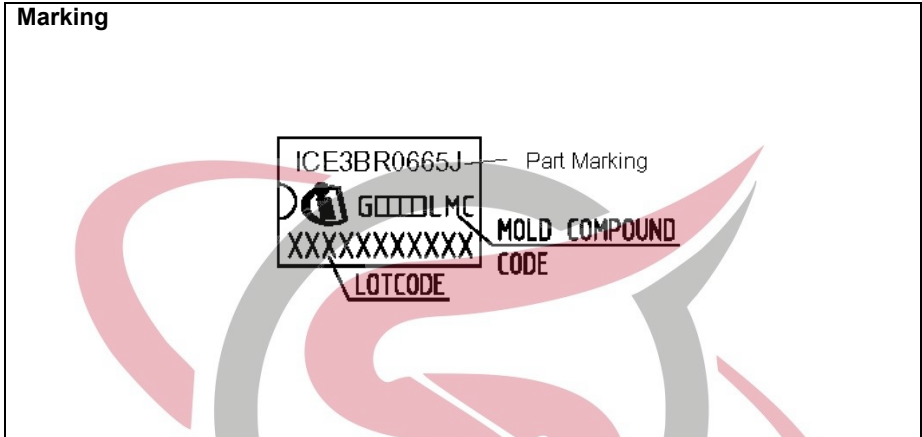 Marking
ICE3BR0665J
Part Marking
G□□□□LMC
XXXXXXXXXXX
MOLD COMPOUND
CODE
LOTCODE